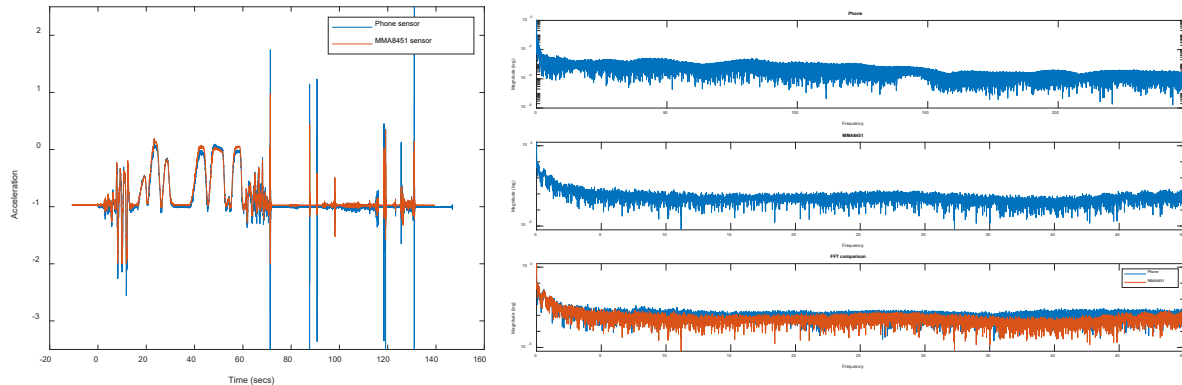 Phone sensor
MMA8451 sensor
2
1
0
-1
-2
-3
Acceleration
-20
0
20
40
60
80
100
120
140
160
Time (secs)
Phone
Magnitude (log)
0
50
100
150
200
Frequency
MMA8451
Magnitude (log)
0
5
10
15
20
25
30
35
40
45
Frequency
FFT comparison
Phone
MMA8451
Magnitude (log)
0
5
10
15
20
25
30
35
40
45
Frequency